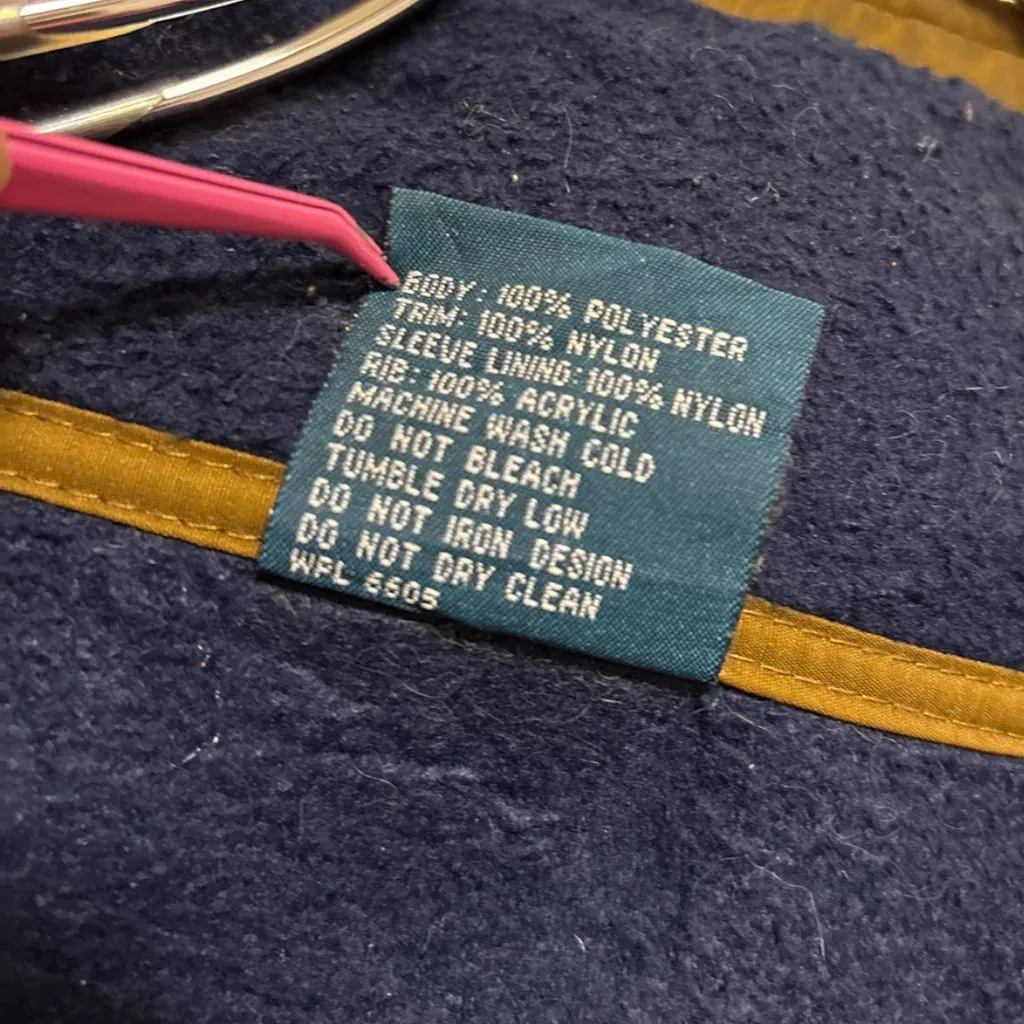 BODY: 100% POLYESTER
TRIM: 100% NYLON
SLEEVE LINING: 100% NYLON
RIB: 100% ACRYLIC
MACHINE WASH COLD
DO NOT BLEACH
TUMBLE DRY LOW
DO NOT IRON DESIGN
DO NOT DRY CLEAN
WPL 6605